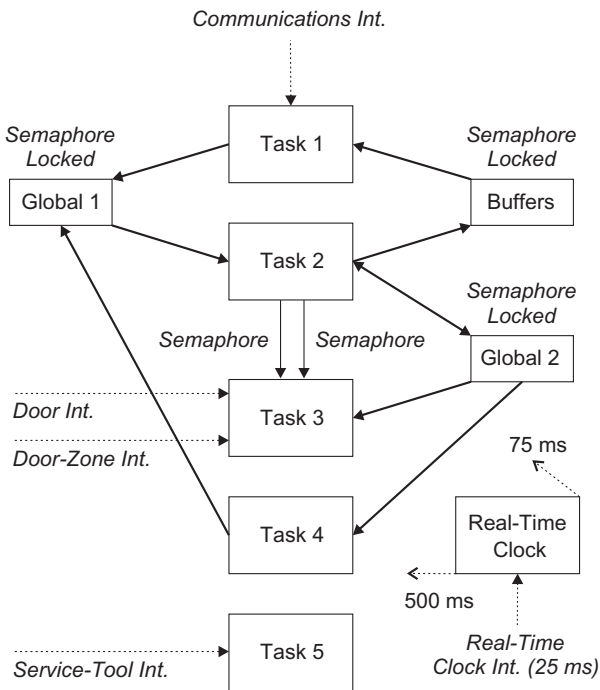 Communications Int.
Semaphore
Locked
Task 1
Semaphore
Locked
Global 1
Buffers
Task 2
Semaphore
Locked
Semaphore
Semaphore
Global 2
Door Int.
Task 3
Door-Zone Int.
75 ms
Task 4
Real-Time
Clock
500 ms
Task 5
Service-Tool Int.
Real-Time
Clock Int. (25 ms)